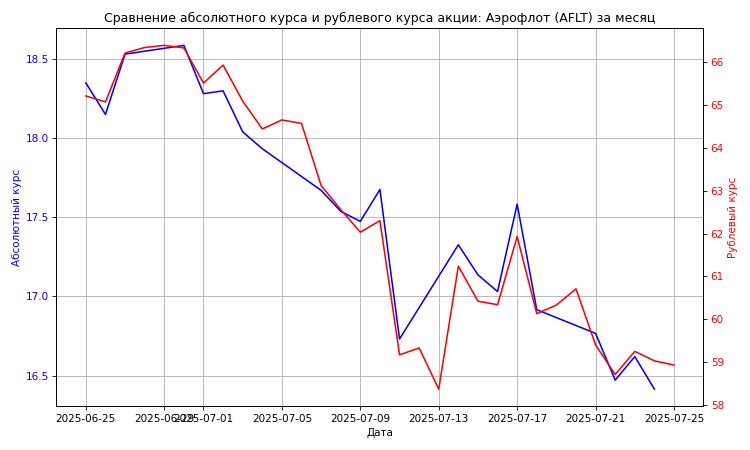 Сравнение абсолютного курса и рублевого курса акции: Аэрофлот (AFLT) за месяц
18.5
18.0
17.5
17.0
16.5
Абсолютный курс
66
65
64
63
62
61
60
59
58
Рублевый курс
2025-06-25 2025-06-29 2025-07-01 2025-07-05 2025-07-09 2025-07-13 2025-07-17 2025-07-21 2025-07-25
Дата